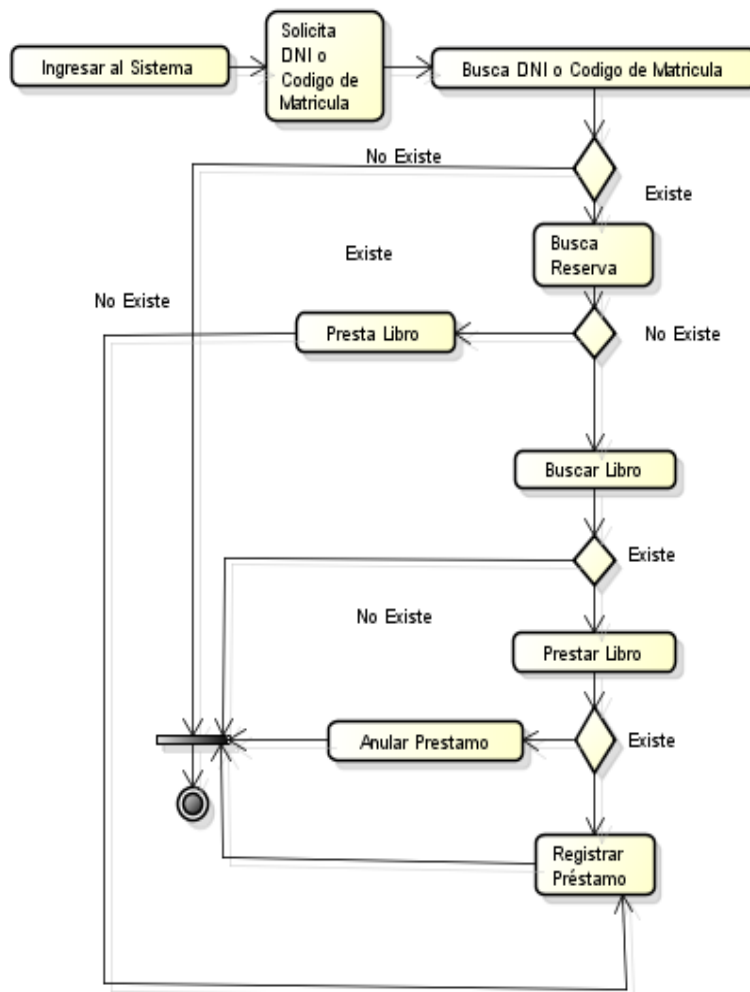 Ingresar al Sistema
Solicita
DNI o
Codigo de
Matricula
Busca DNI o Codigo de Matricula
No Existe
Existe
Busca
Reserva
Existe
No Existe
Presta Libro
No Existe
Buscar Libro
Existe
No Existe
Prestar Libro
Anular Prestamo
Existe
Registrar
Préstamo